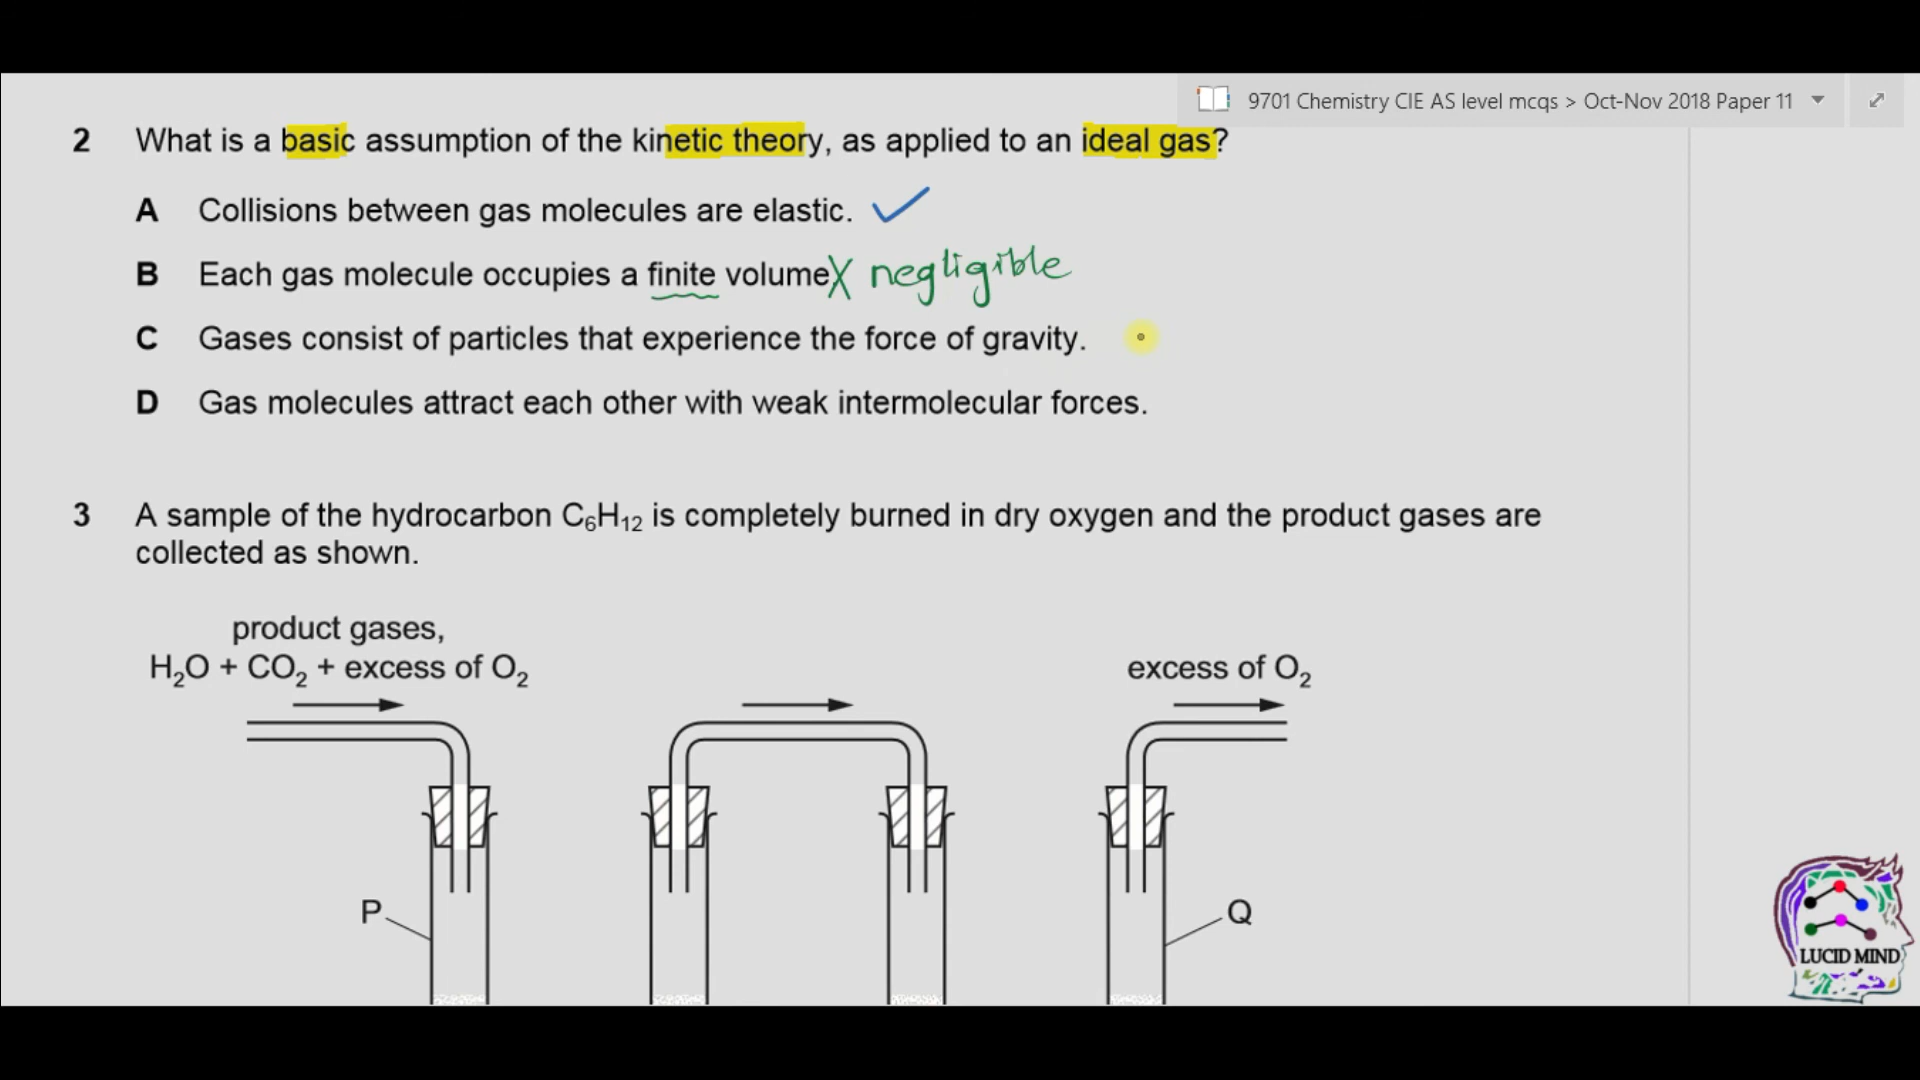 9701 Chemistry CIE AS level mcqs > Oct-Nov 2018 Paper 11
2 What is a basic assumption of the kinetic theory, as applied to an ideal gas?
A Collisions between gas molecules are elastic. ✓
B Each gas molecule occupies a finite volume. X negligible
C Gases consist of particles that experience the force of gravity.
D Gas molecules attract each other with weak intermolecular forces.
3 A sample of the hydrocarbon C₆H₁₂ is completely burned in dry oxygen and the product gases are
collected as shown.
product gases,
H₂O + CO₂ + excess of O₂
excess of O₂
P
Q
LUCID MIND